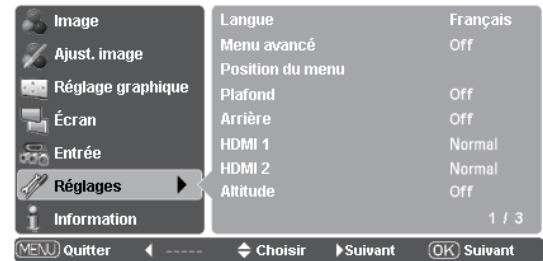 Image
Ajust. image
Réglage graphique
Écran
Entrée
Réglages
Information
Langue Français
Menu avancé Off
Position du menu
Plafond Off
Arrière Off
HDMI 1 Normal
HDMI 2 Normal
Altitude Off
1 / 3
MENU Quitter ----- Choisir Suivant OK Suivant